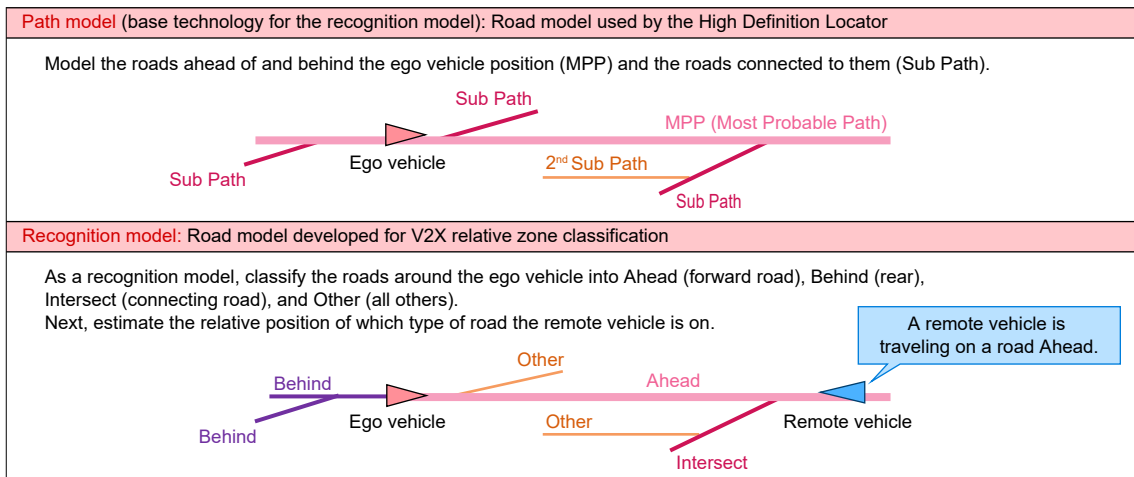 Path model (base technology for the recognition model): Road model used by the High Definition Locator
Model the roads ahead of and behind the ego vehicle position (MPP) and the roads connected to them (Sub Path).
Sub Path
MPP (Most Probable Path)
Ego vehicle
2nd Sub Path
Sub Path
Sub Path
Recognition model: Road model developed for V2X relative zone classification
As a recognition model, classify the roads around the ego vehicle into Ahead (forward road), Behind (rear),
Intersect (connecting road), and Other (all others).
Next, estimate the relative position of which type of road the remote vehicle is on.
A remote vehicle is
traveling on a road Ahead.
Other
Behind
Ahead
Ego vehicle
Other
Remote vehicle
Behind
Intersect